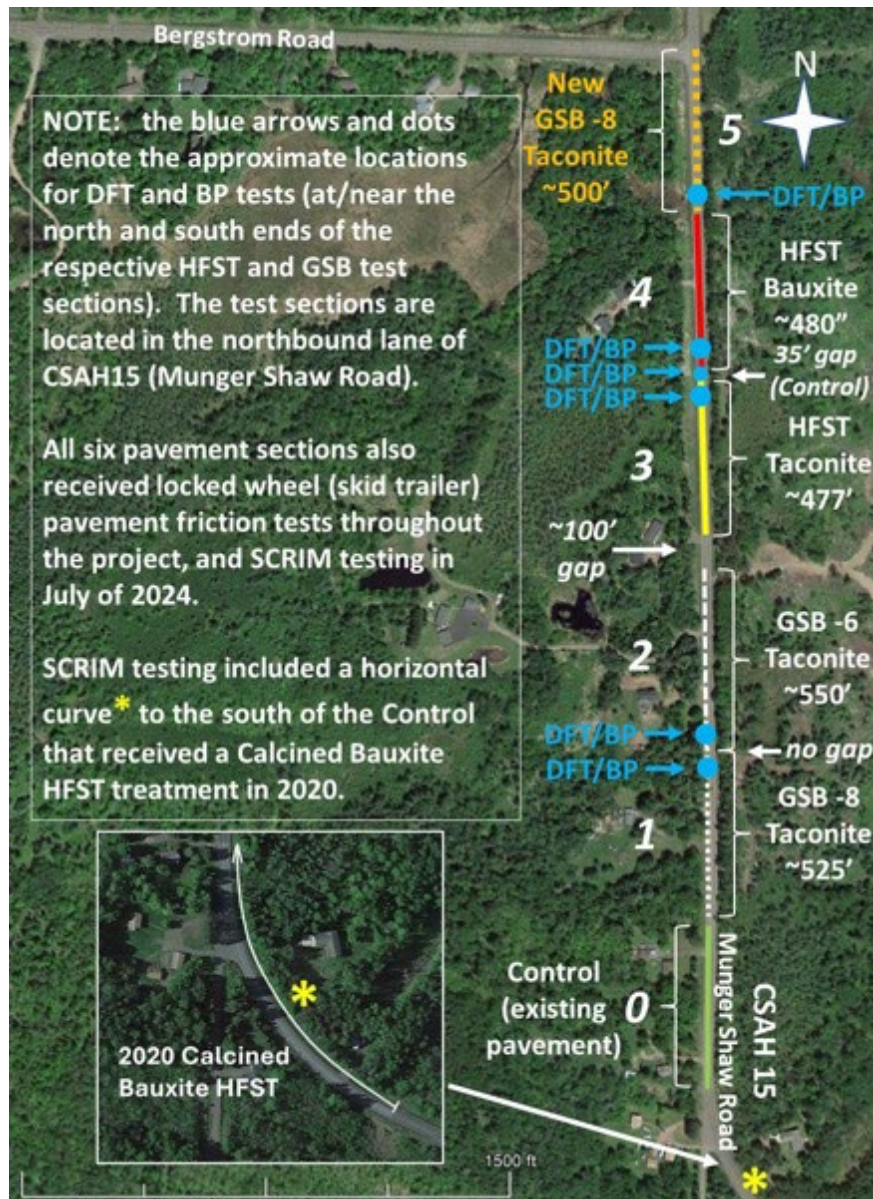 Bergstrom Road
NOTE:   the blue arrows and dots
denote the approximate locations
for DFT and BP tests (at/near the
north and south ends of the
respective HFST and GSB test
sections).  The test sections are
located in the northbound lane of
CSAH15 (Munger Shaw Road).
All six pavement sections also
received locked wheel (skid trailer)
pavement friction tests throughout
the project, and SCRIM testing in
July of 2024.
SCRIM testing included a horizontal
curve* to the south of the Control
that received a Calcined Bauxite
HFST treatment in 2020.
New
GSB -8
Taconite
~500'
5
N
DFT/BP
4
HFST
Bauxite
~480"
DFT/BP
DFT/BP
DFT/BP
35' gap
(Control)
3
HFST
Taconite
~477'
~100'
gap
2
GSB -6
Taconite
~550'
DFT/BP
DFT/BP
no gap
1
GSB -8
Taconite
~525'
0
Control
(existing
pavement)
Munger Shaw Road
CSAH 15
*
2020 Calcined
Bauxite HFST
1500 ft
*